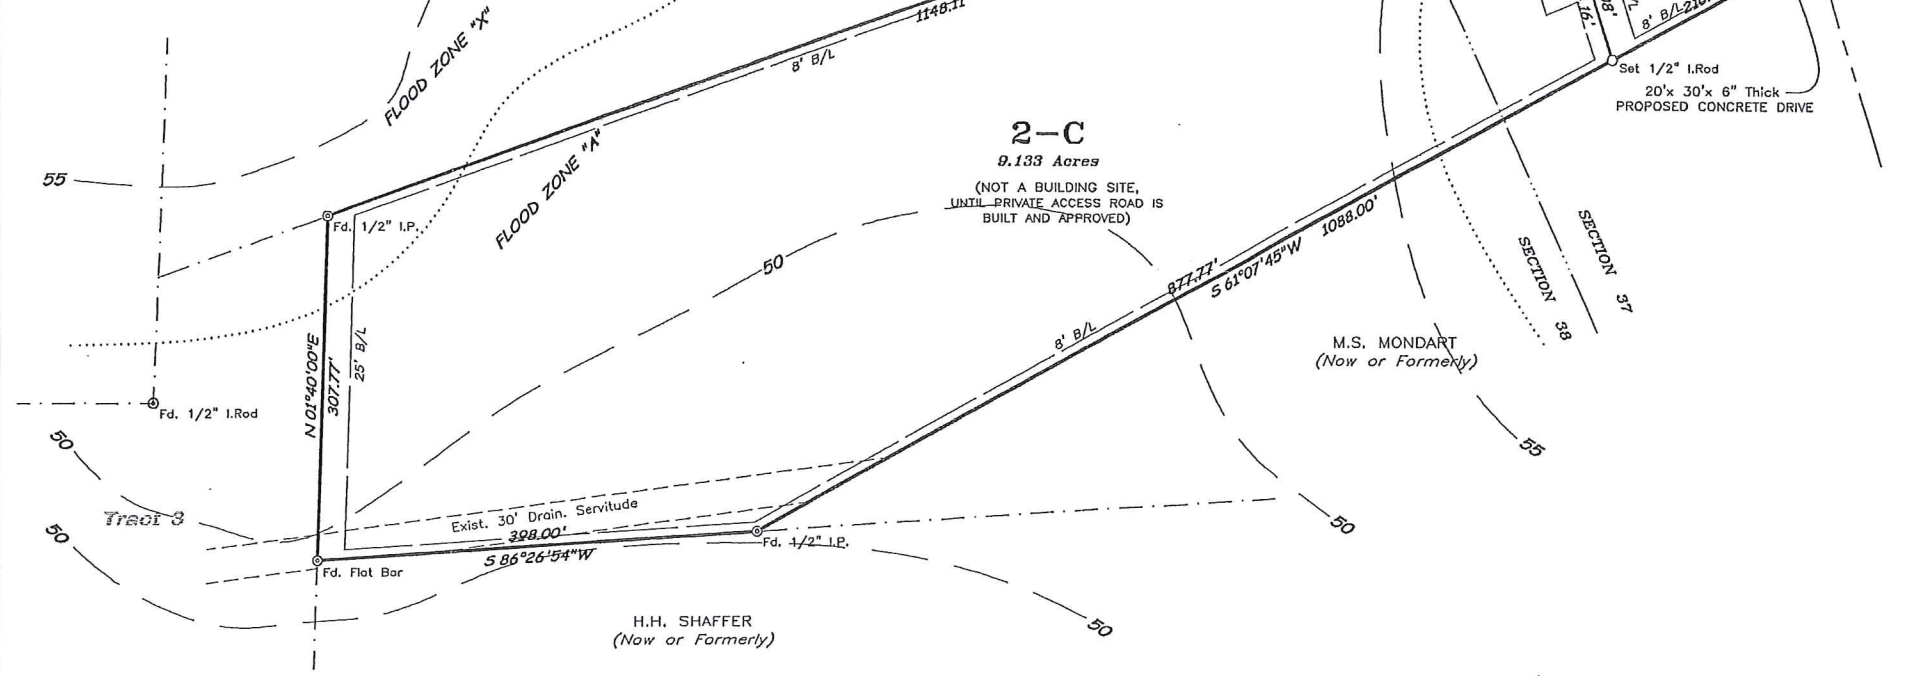 FLOOD ZONE "X"
1148.11'
8' B/L
16'
8' B/L
Set 1/2" I.Rod
20'x 30'x 6" Thick
PROPOSED CONCRETE DRIVE
55
FLOOD ZONE "A"
2-C
9.133 Acres
(NOT A BUILDING SITE,
UNTIL PRIVATE ACCESS ROAD IS
BUILT AND APPROVED)
Fd. 1/2" I.P.
50
877.77'
S 61°07'45"W
1088.00'
SECTION 37
SECTION 38
N 01°40'00"E
307.77'
25' B/L
8' B/L
M.S. MONDART
(Now or Formerly)
Fd. 1/2" I.Rod
50
55
Tract 3
Exist. 30' Drain. Servitude
398.00'
S 86°26'54"W
Fd. 1/2" I.P.
50
50
Fd. Flat Bar
H.H. SHAFFER
(Now or Formerly)
50